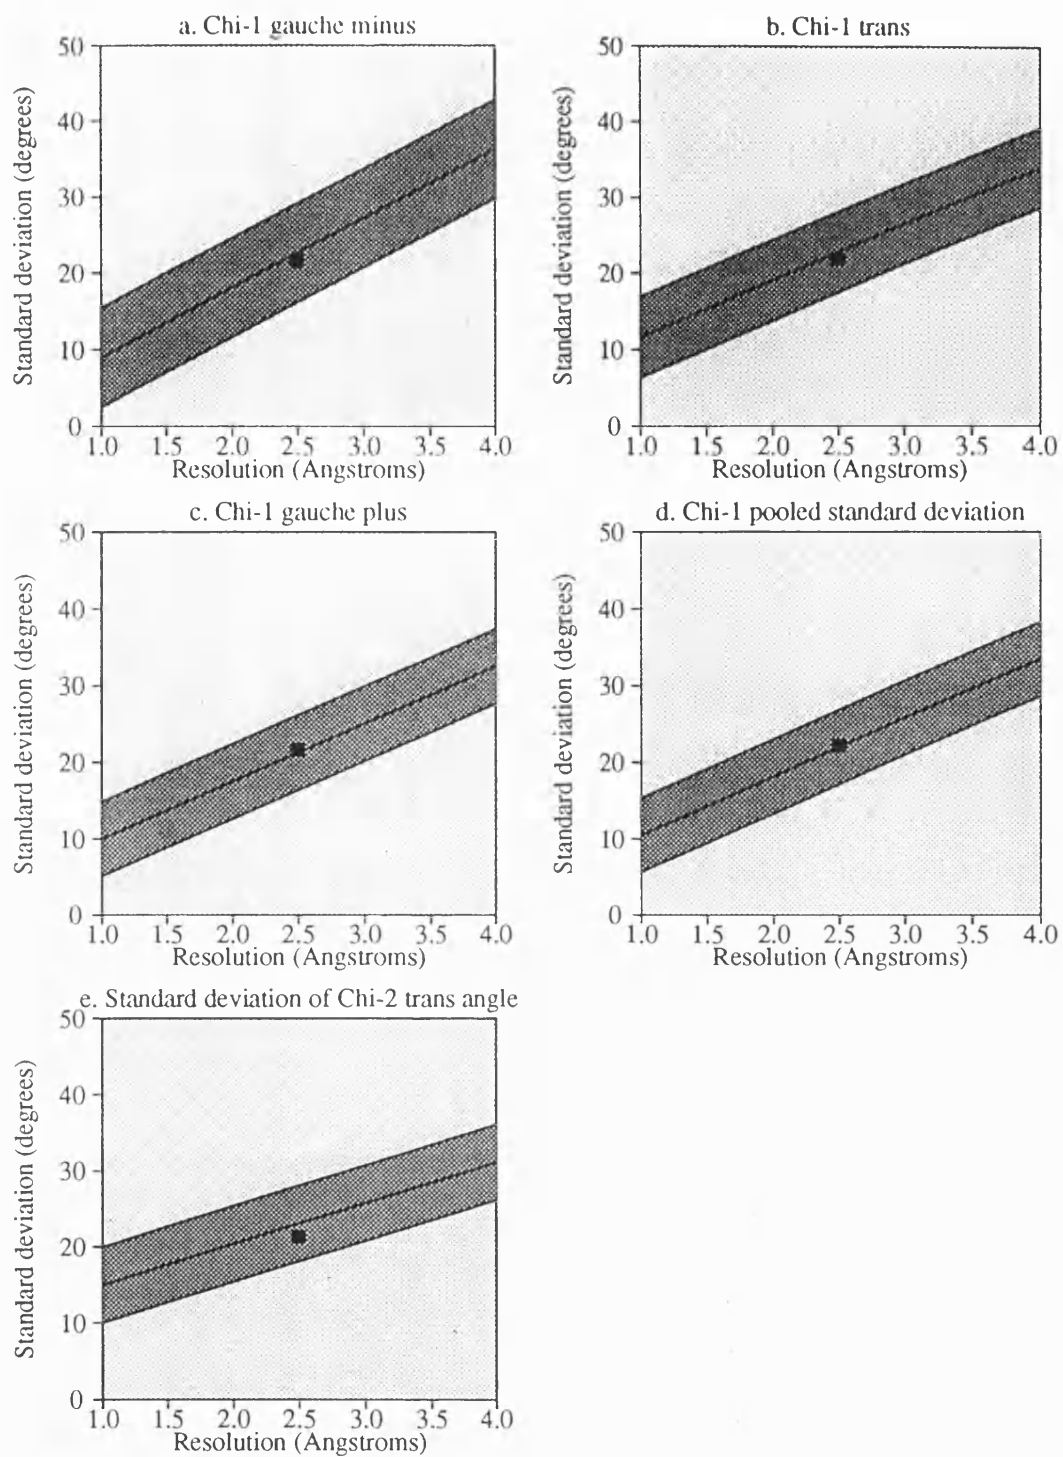 a. Chi-1 gauche minus
50
40
30
20
10
0
Standard deviation (degrees)
1.0 1.5 2.0 2.5 3.0 3.5 4.0
Resolution (Angstroms)
b. Chi-1 trans
50
40
30
20
10
0
Standard deviation (degrees)
1.0 1.5 2.0 2.5 3.0 3.5 4.0
Resolution (Angstroms)
c. Chi-1 gauche plus
50
40
30
20
10
0
Standard deviation (degrees)
1.0 1.5 2.0 2.5 3.0 3.5 4.0
Resolution (Angstroms)
d. Chi-1 pooled standard deviation
50
40
30
20
10
0
Standard deviation (degrees)
1.0 1.5 2.0 2.5 3.0 3.5 4.0
Resolution (Angstroms)
e. Standard deviation of Chi-2 trans angle
50
40
30
20
10
0
Standard deviation (degrees)
1.0 1.5 2.0 2.5 3.0 3.5 4.0
Resolution (Angstroms)